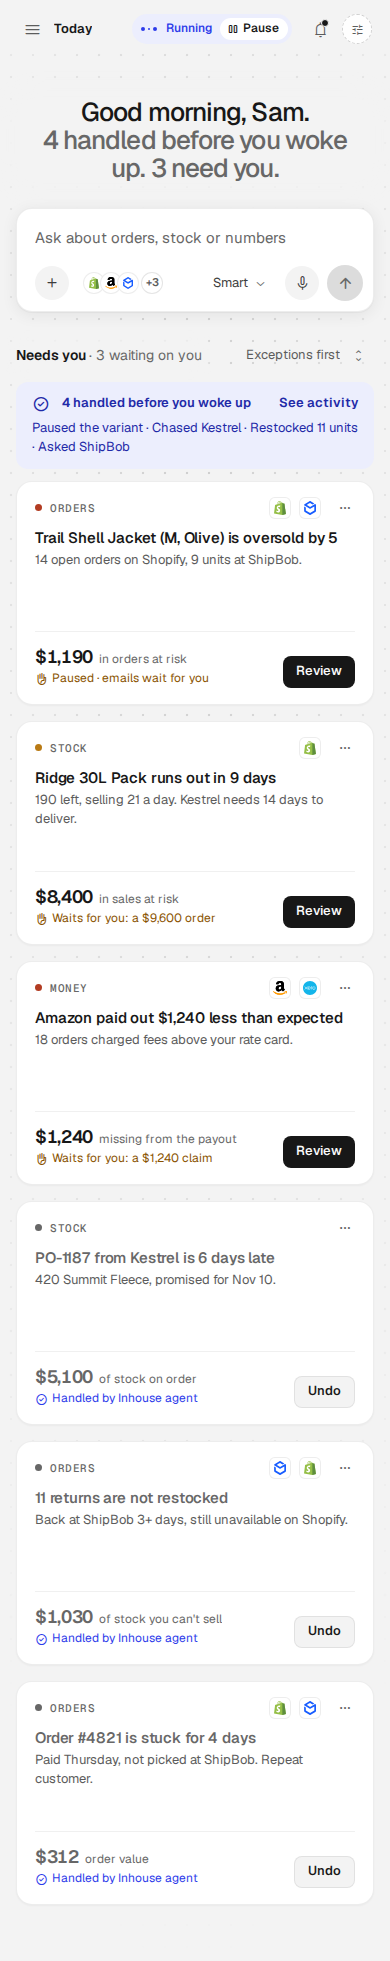 Today
Running
Pause
Good morning, Sam.
4 handled before you woke
up. 3 need you.
Ask about orders, stock or numbers
+3
Smart
Needs you · 3 waiting on you
Exceptions first
4 handled before you woke up
See activity
Paused the variant · Chased Kestrel · Restocked 11 units
· Asked ShipBob
ORDERS
Trail Shell Jacket (M, Olive) is oversold by 5
14 open orders on Shopify, 9 units at ShipBob.
$1,190 in orders at risk
Paused · emails wait for you
Review
STOCK
Ridge 30L Pack runs out in 9 days
190 left, selling 21 a day. Kestrel needs 14 days to
deliver.
$8,400 in sales at risk
Waits for you: a $9,600 order
Review
MONEY
Amazon paid out $1,240 less than expected
18 orders charged fees above your rate card.
$1,240 missing from the payout
Waits for you: a $1,240 claim
Review
STOCK
PO-1187 from Kestrel is 6 days late
420 Summit Fleece, promised for Nov 10.
$5,100 of stock on order
Handled by Inhouse agent
Undo
ORDERS
11 returns are not restocked
Back at ShipBob 3+ days, still unavailable on Shopify.
$1,030 of stock you can't sell
Handled by Inhouse agent
Undo
ORDERS
Order #4821 is stuck for 4 days
Paid Thursday, not picked at ShipBob. Repeat
customer.
$312 order value
Handled by Inhouse agent
Undo